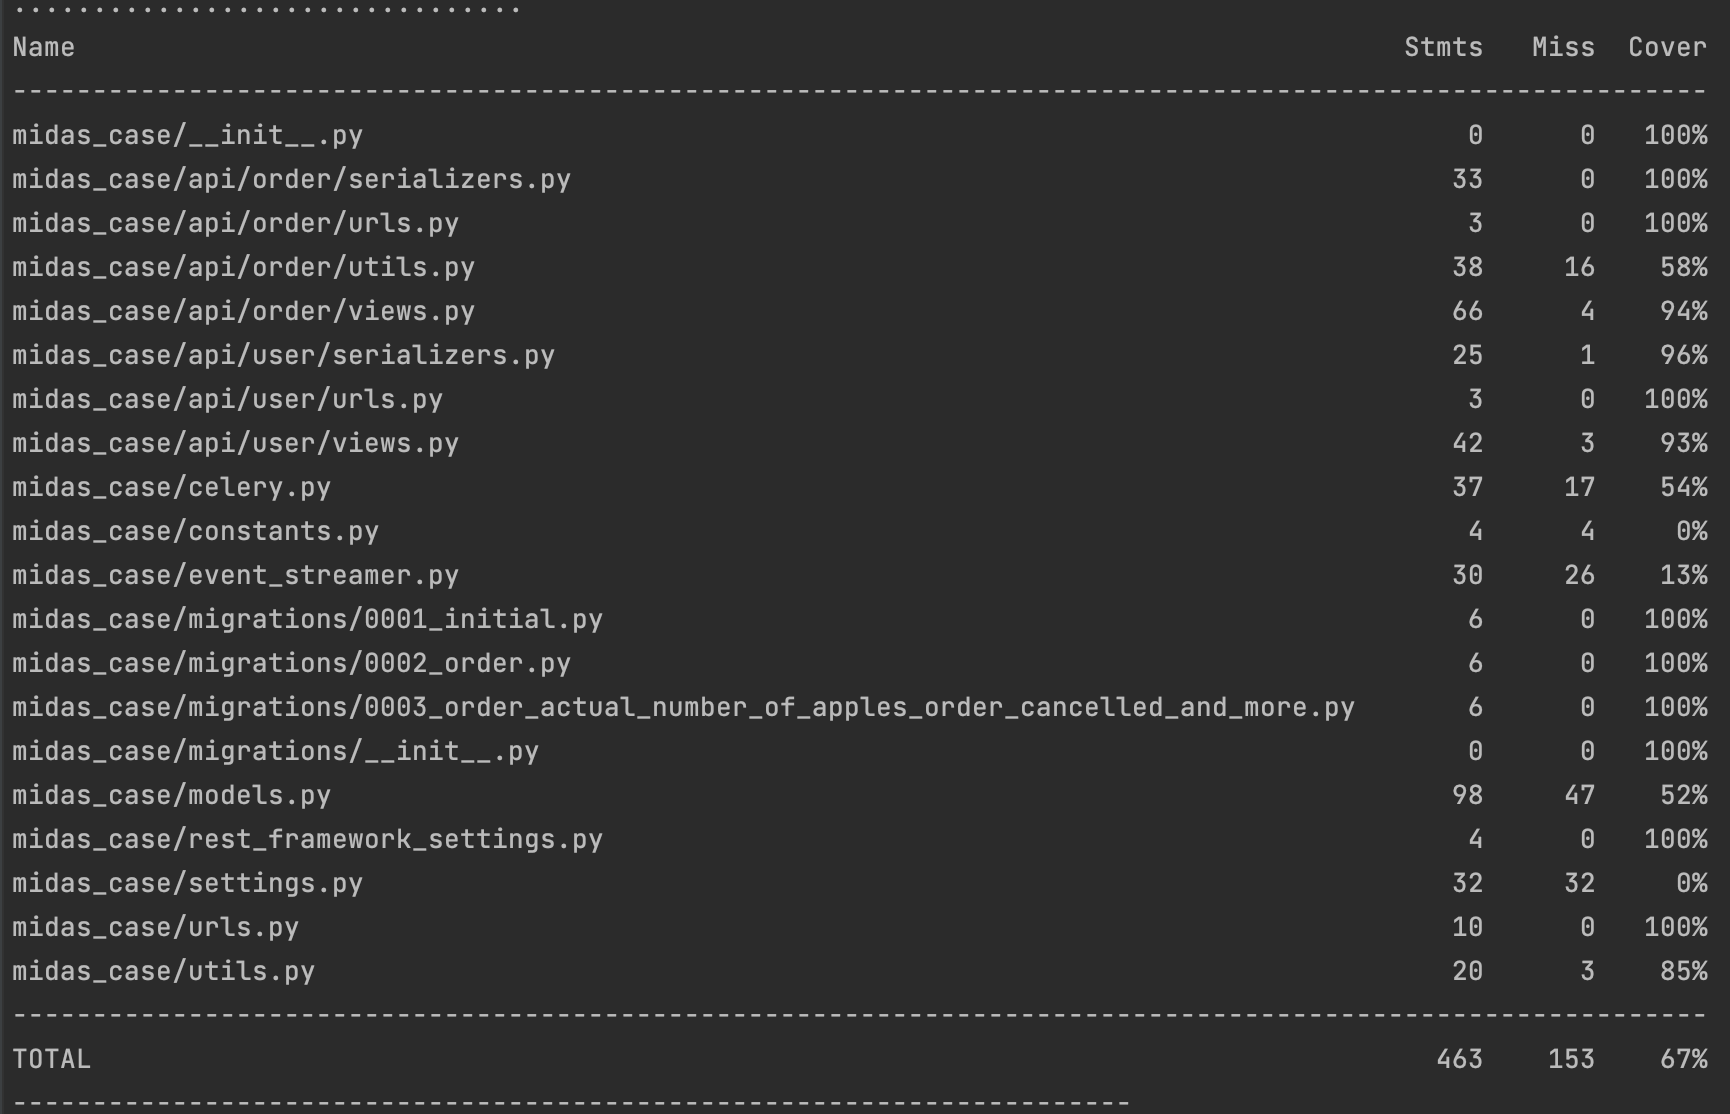 ................................
Name Stmts Miss Cover
----------------------------------------------------------------------------------------------------------
midas_case/__init__.py 0 0 100%
midas_case/api/order/serializers.py 33 0 100%
midas_case/api/order/urls.py 3 0 100%
midas_case/api/order/utils.py 38 16 58%
midas_case/api/order/views.py 66 4 94%
midas_case/api/user/serializers.py 25 1 96%
midas_case/api/user/urls.py 3 0 100%
midas_case/api/user/views.py 42 3 93%
midas_case/celery.py 37 17 54%
midas_case/constants.py 4 4 0%
midas_case/event_streamer.py 30 26 13%
midas_case/migrations/0001_initial.py 6 0 100%
midas_case/migrations/0002_order.py 6 0 100%
midas_case/migrations/0003_order_actual_number_of_apples_order_cancelled_and_more.py 6 0 100%
midas_case/migrations/__init__.py 0 0 100%
midas_case/models.py 98 47 52%
midas_case/rest_framework_settings.py 4 0 100%
midas_case/settings.py 32 32 0%
midas_case/urls.py 10 0 100%
midas_case/utils.py 20 3 85%
----------------------------------------------------------------------------------------------------------
TOTAL 463 153 67%
----------------------------------------------------------------------